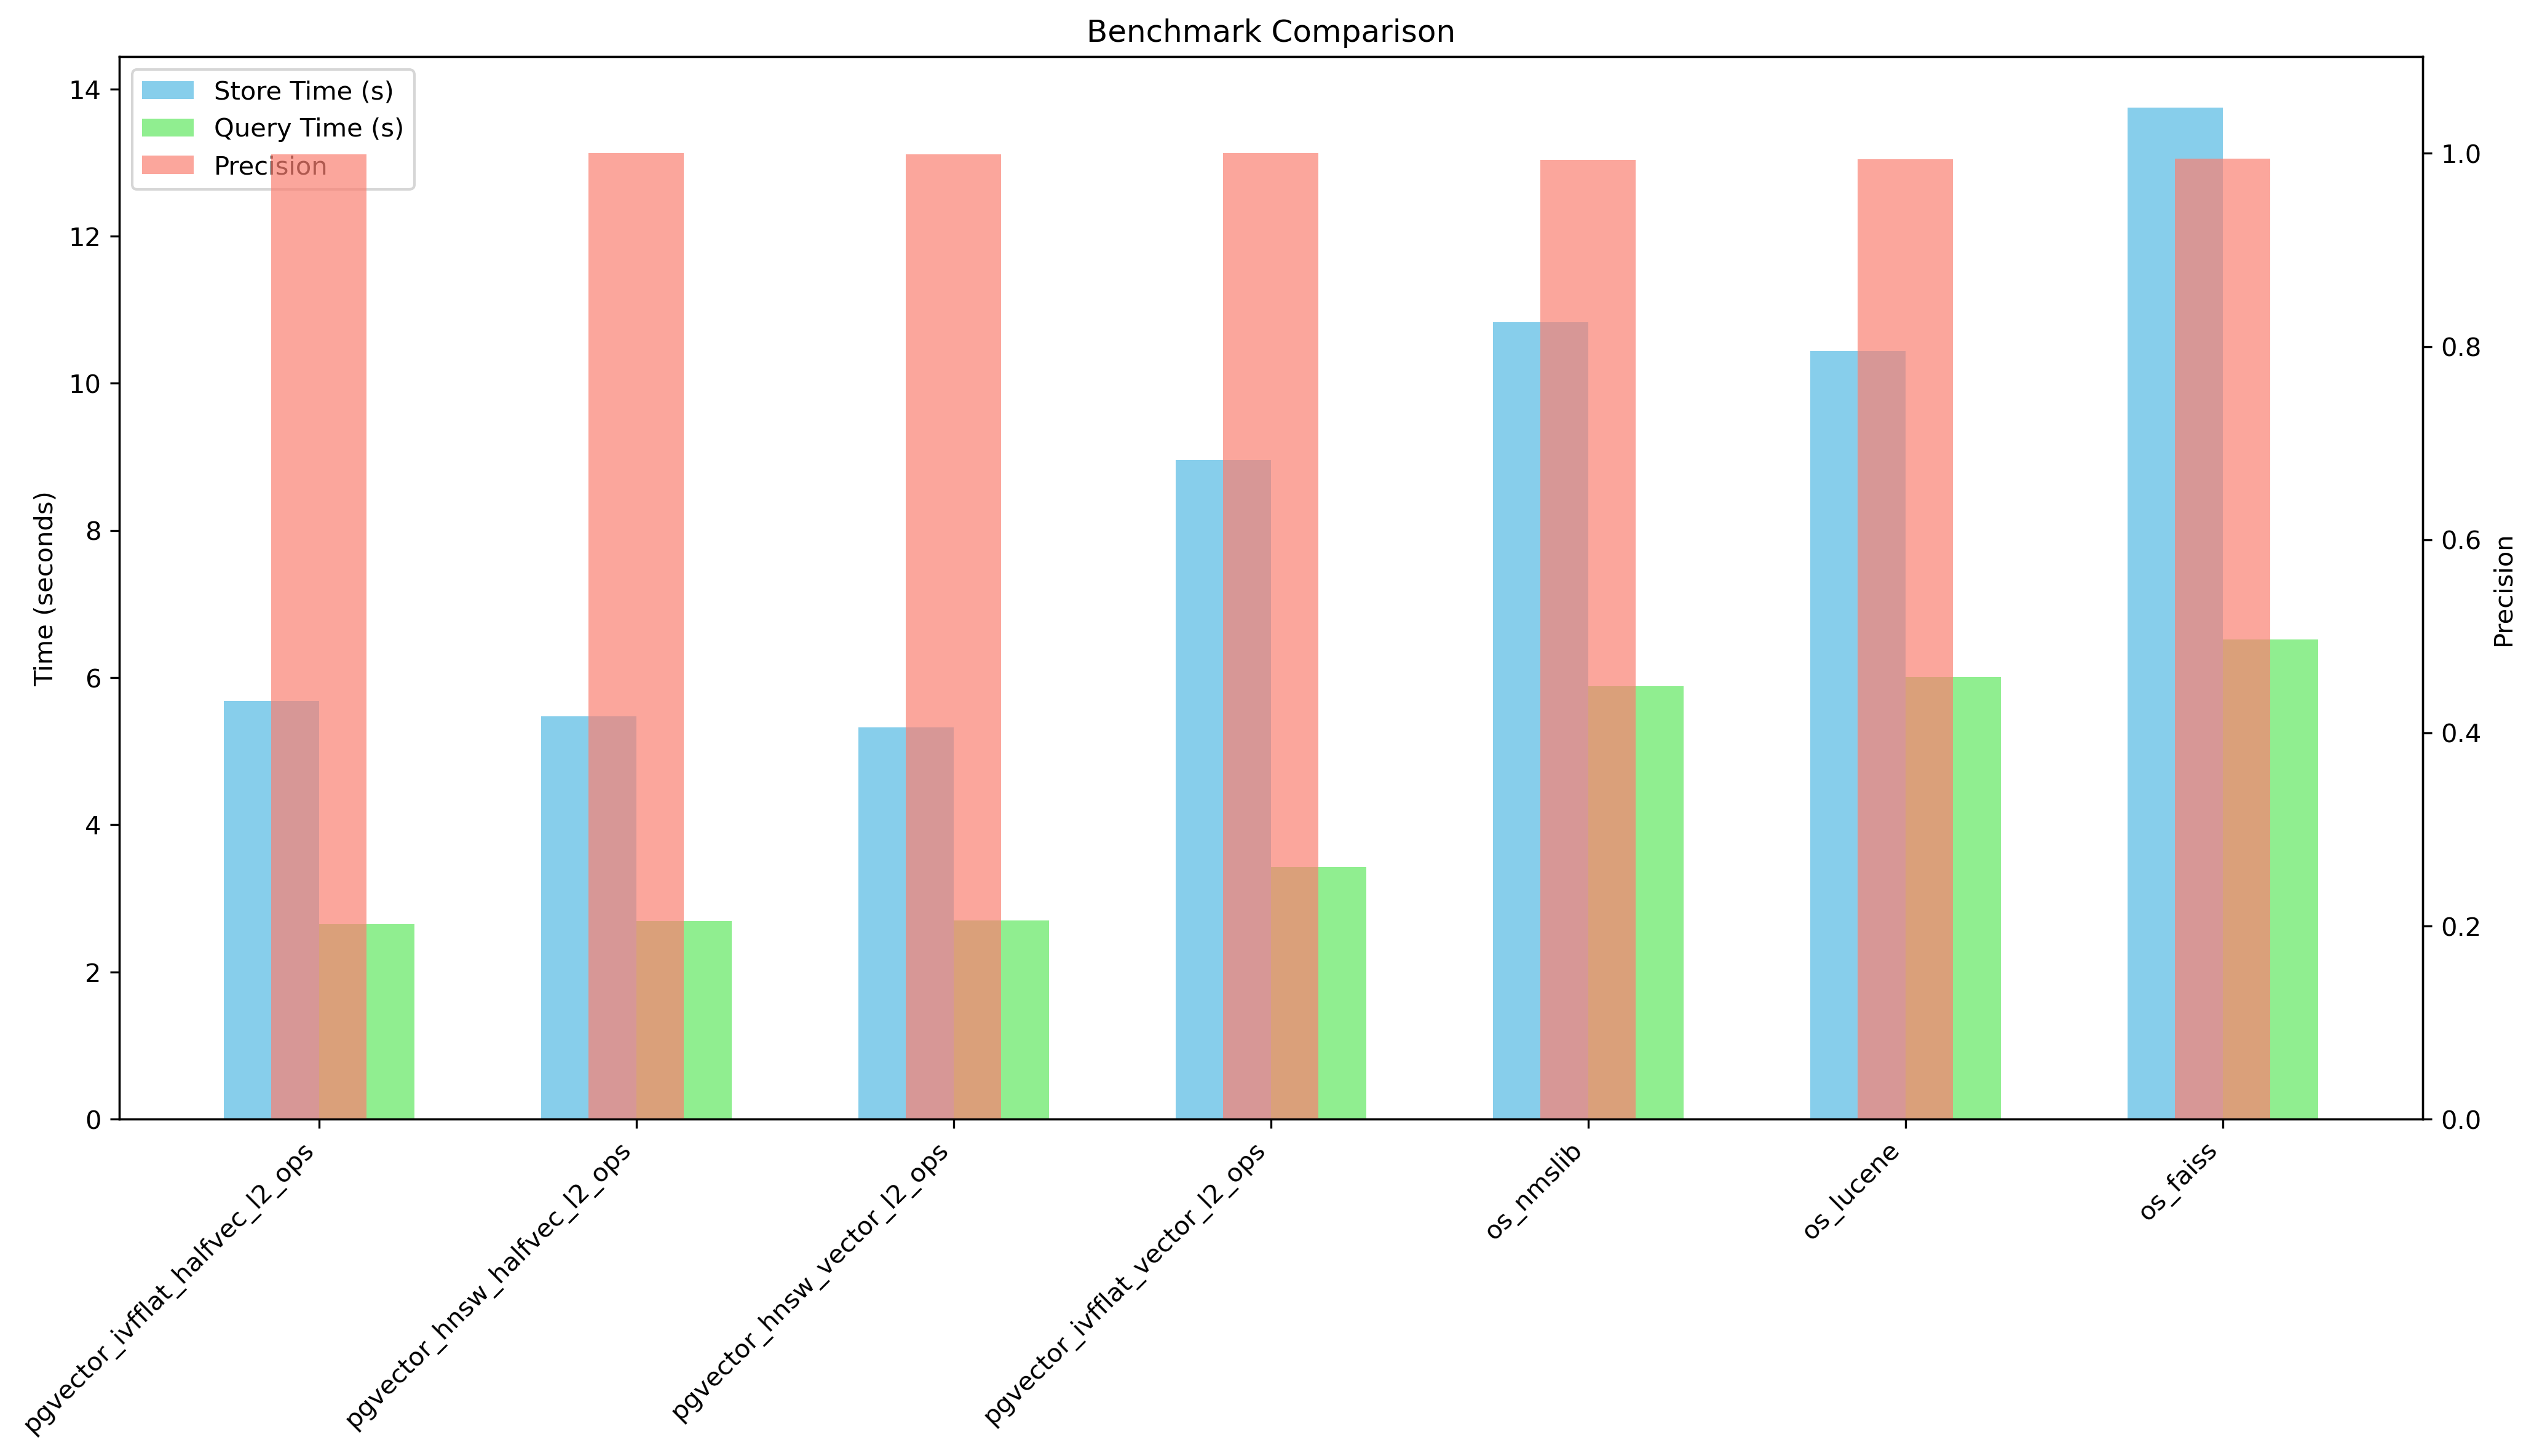 Benchmark Comparison
Store Time (s)
Query Time (s)
Precision
Time (seconds)
14
12
10
8
6
4
2
0
Precision
1.0
0.8
0.6
0.4
0.2
0.0
pgvector_ivfflat_halfvec_l2_ops
pgvector_hnsw_halfvec_l2_ops
pgvector_hnsw_vector_l2_ops
pgvector_ivfflat_vector_l2_ops
os_nmslib
os_lucene
os_faiss